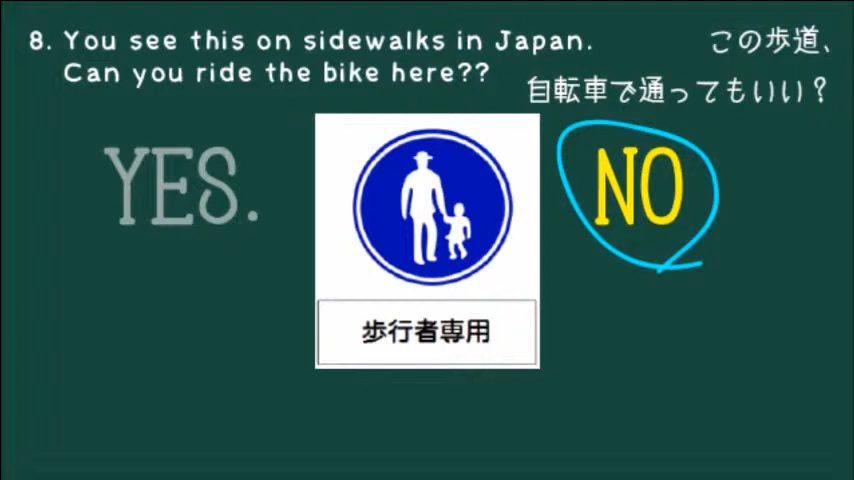 8. You see this on sidewalks in Japan.
Can you ride the bike here??
この歩道、
自転車で通ってもいい？
YES.
NO
歩行者専用